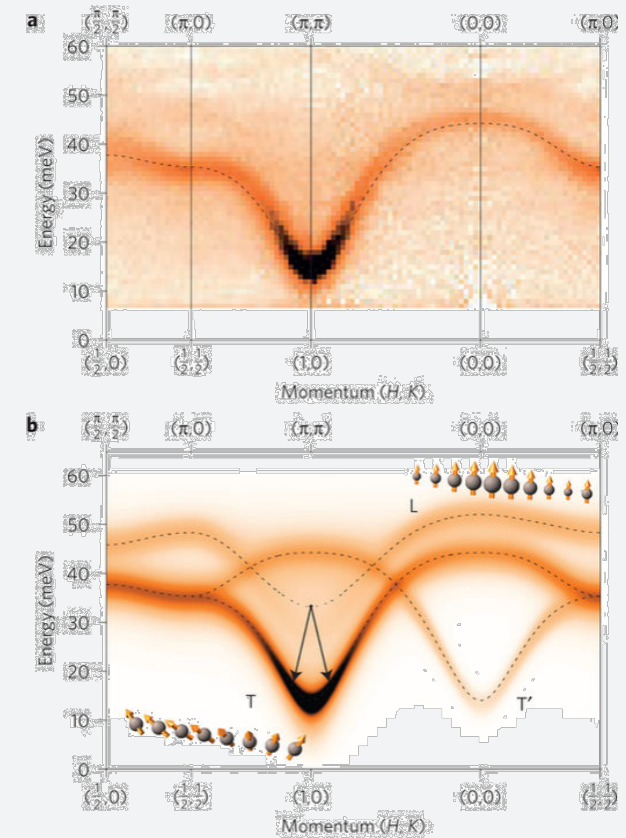 a
(π/2,π/2) (π,0) (π,π) (0,0) (π,0)
60
50
40
30
20
10
0
Energy (meV)
(1/2,0) (1/2,1/2) (1,0) (0,0) (1/2,1/2)
Momentum (H, K)
b
(π/2,π/2) (π,0) (π,π) (0,0) (π,0)
60
50
40
30
20
10
0
Energy (meV)
L
T
T′
(1/2,0) (1/2,1/2) (1,0) (0,0) (1/2,1/2)
Momentum (H, K)